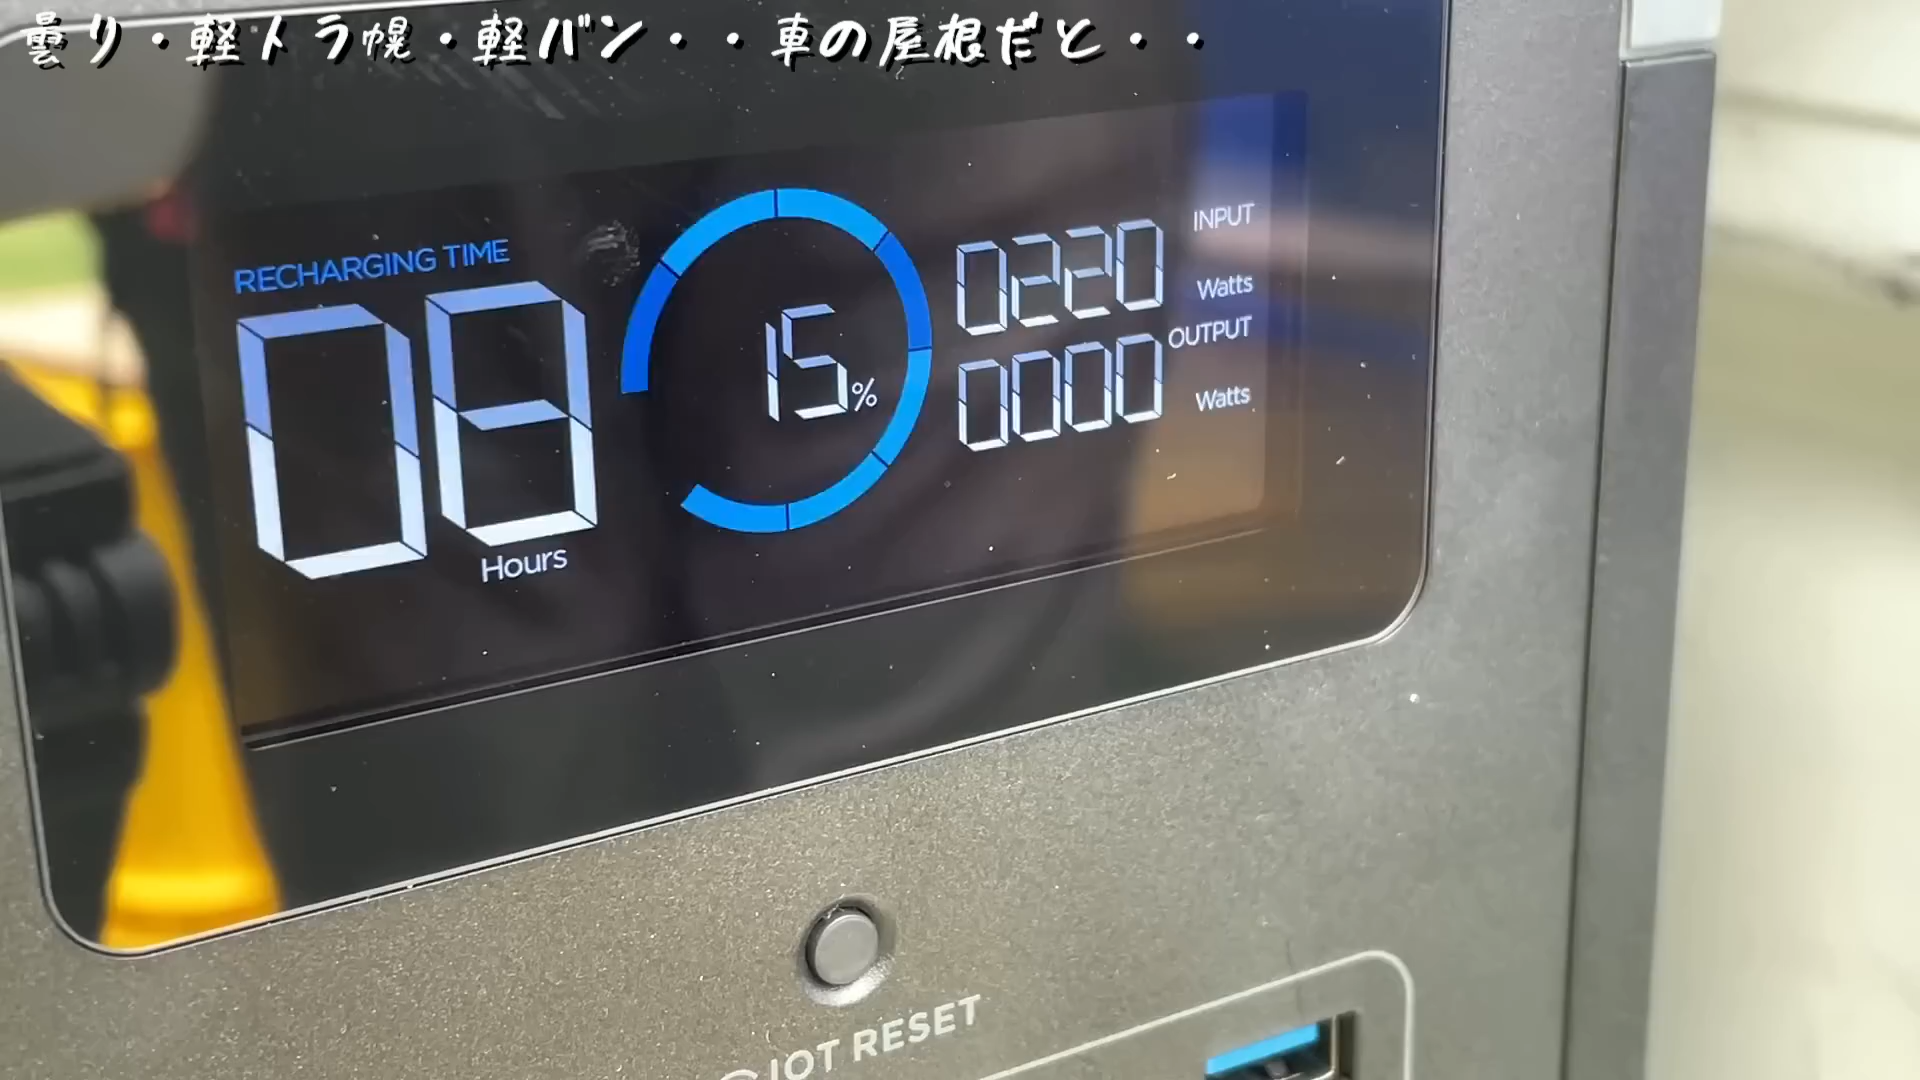 曇り・軽トラ幌・軽バン・・車の屋根だと・・
RECHARGING TIME
08
Hours
15%
0220
INPUT
Watts
0000
OUTPUT
Watts
IOT RESET